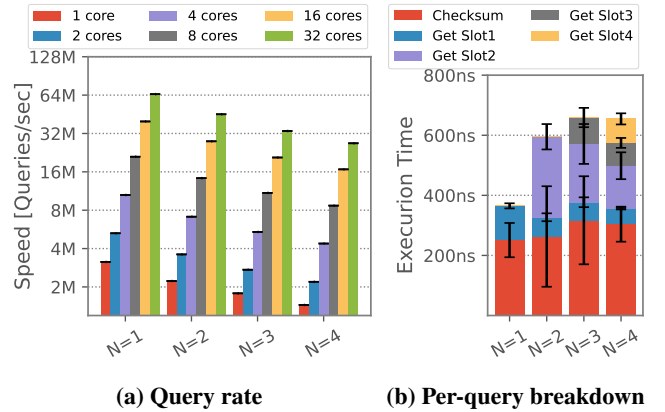 1 core
2 cores
4 cores
8 cores
16 cores
32 cores
128M
64M
32M
16M
8M
4M
2M
Speed [Queries/sec]
N=1
N=2
N=3
N=4
(a) Query rate
Checksum
Get Slot1
Get Slot2
Get Slot3
Get Slot4
800ns
600ns
400ns
200ns
Execurion Time
N=1
N=2
N=3
N=4
(b) Per-query breakdown